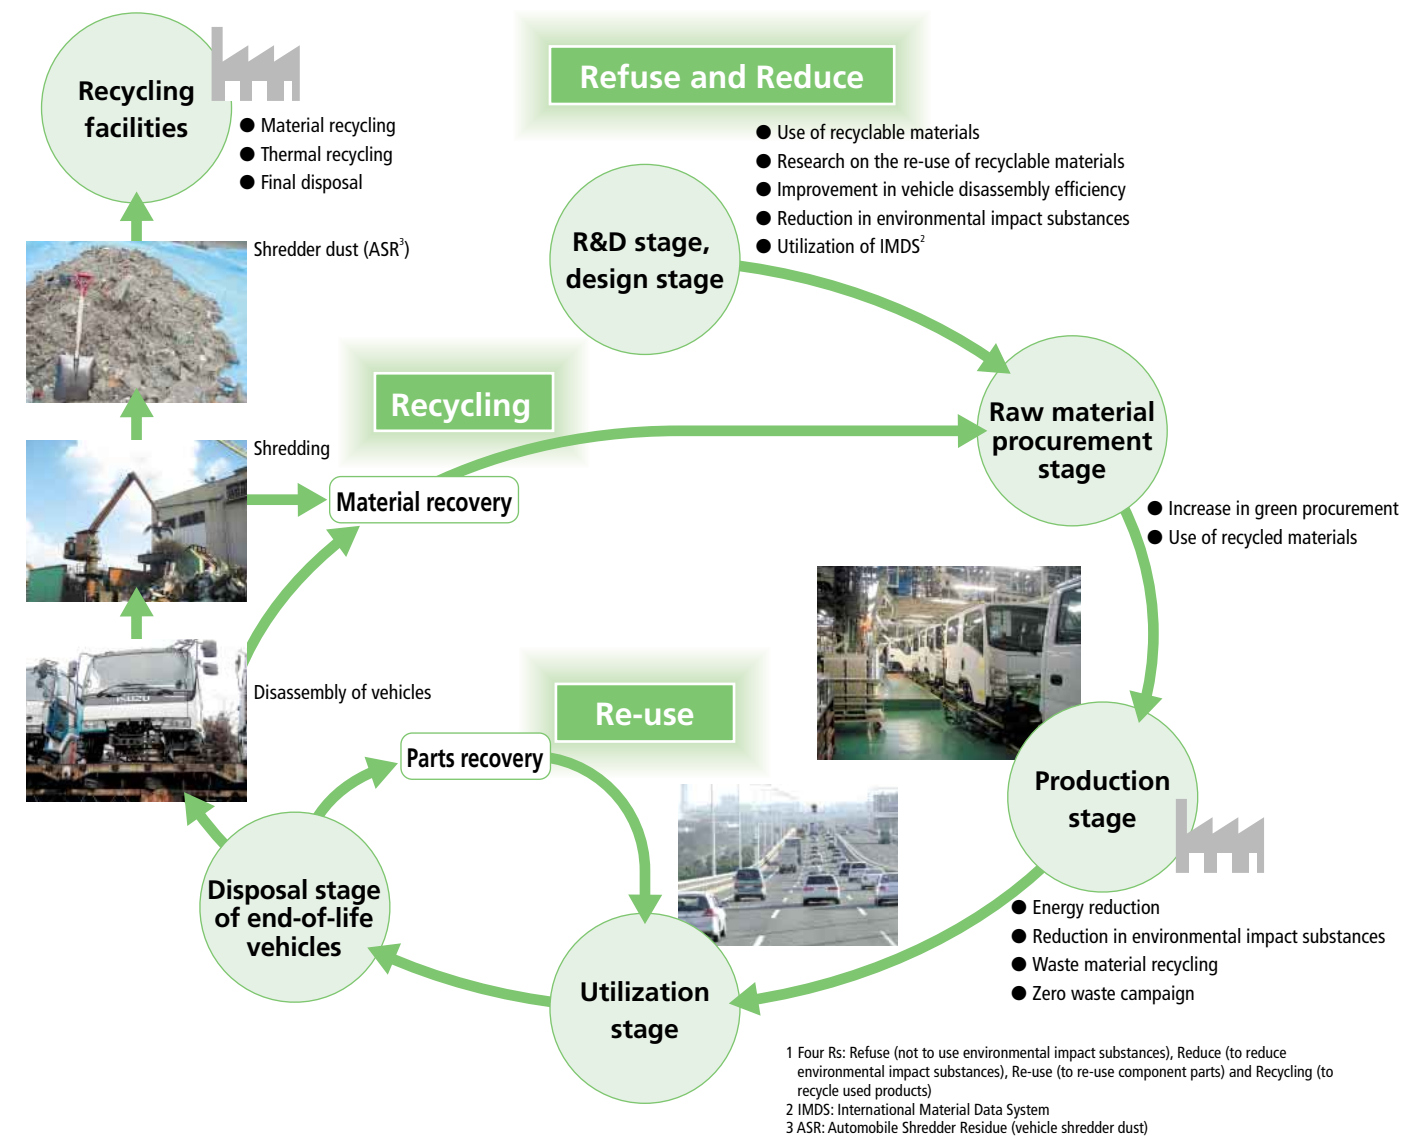 Recycling
facilities
● Material recycling
● Thermal recycling
● Final disposal
Shredder dust (ASR3)
Shredding
Disassembly of vehicles
ISUZU
Refuse and Reduce
● Use of recyclable materials
● Research on the re-use of recyclable materials
● Improvement in vehicle disassembly efficiency
● Reduction in environmental impact substances
● Utilization of IMDS2
R&D stage,
design stage
Recycling
Material recovery
Raw material
procurement
stage
● Increase in green procurement
● Use of recycled materials
Re-use
Parts recovery
Production
stage
● Energy reduction
● Reduction in environmental impact substances
● Waste material recycling
● Zero waste campaign
Disposal stage
of end-of-life
vehicles
Utilization
stage
1 Four Rs: Refuse (not to use environmental impact substances), Reduce (to reduce
environmental impact substances), Re-use (to re-use component parts) and Recycling (to
recycle used products)
2 IMDS: International Material Data System
3 ASR: Automobile Shredder Residue (vehicle shredder dust)